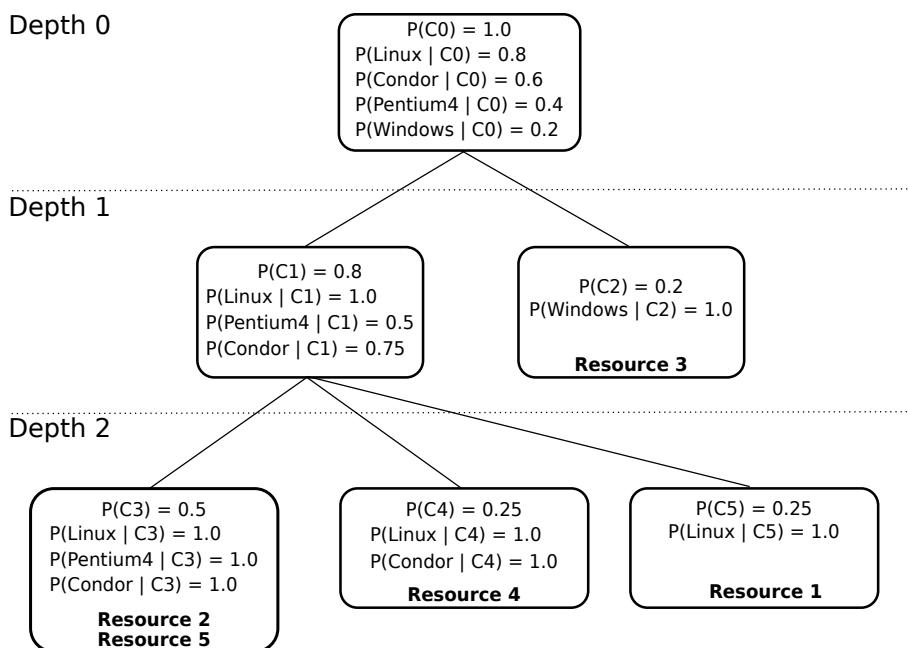 Depth 0
P(C0) = 1.0
P(Linux | C0) = 0.8
P(Condor | C0) = 0.6
P(Pentium4 | C0) = 0.4
P(Windows | C0) = 0.2
Depth 1
P(C1) = 0.8
P(Linux | C1) = 1.0
P(Pentium4 | C1) = 0.5
P(Condor | C1) = 0.75
P(C2) = 0.2
P(Windows | C2) = 1.0
Resource 3
Depth 2
P(C3) = 0.5
P(Linux | C3) = 1.0
P(Pentium4 | C3) = 1.0
P(Condor | C3) = 1.0
Resource 2
Resource 5
P(C4) = 0.25
P(Linux | C4) = 1.0
P(Condor | C4) = 1.0
Resource 4
P(C5) = 0.25
P(Linux | C5) = 1.0
Resource 1